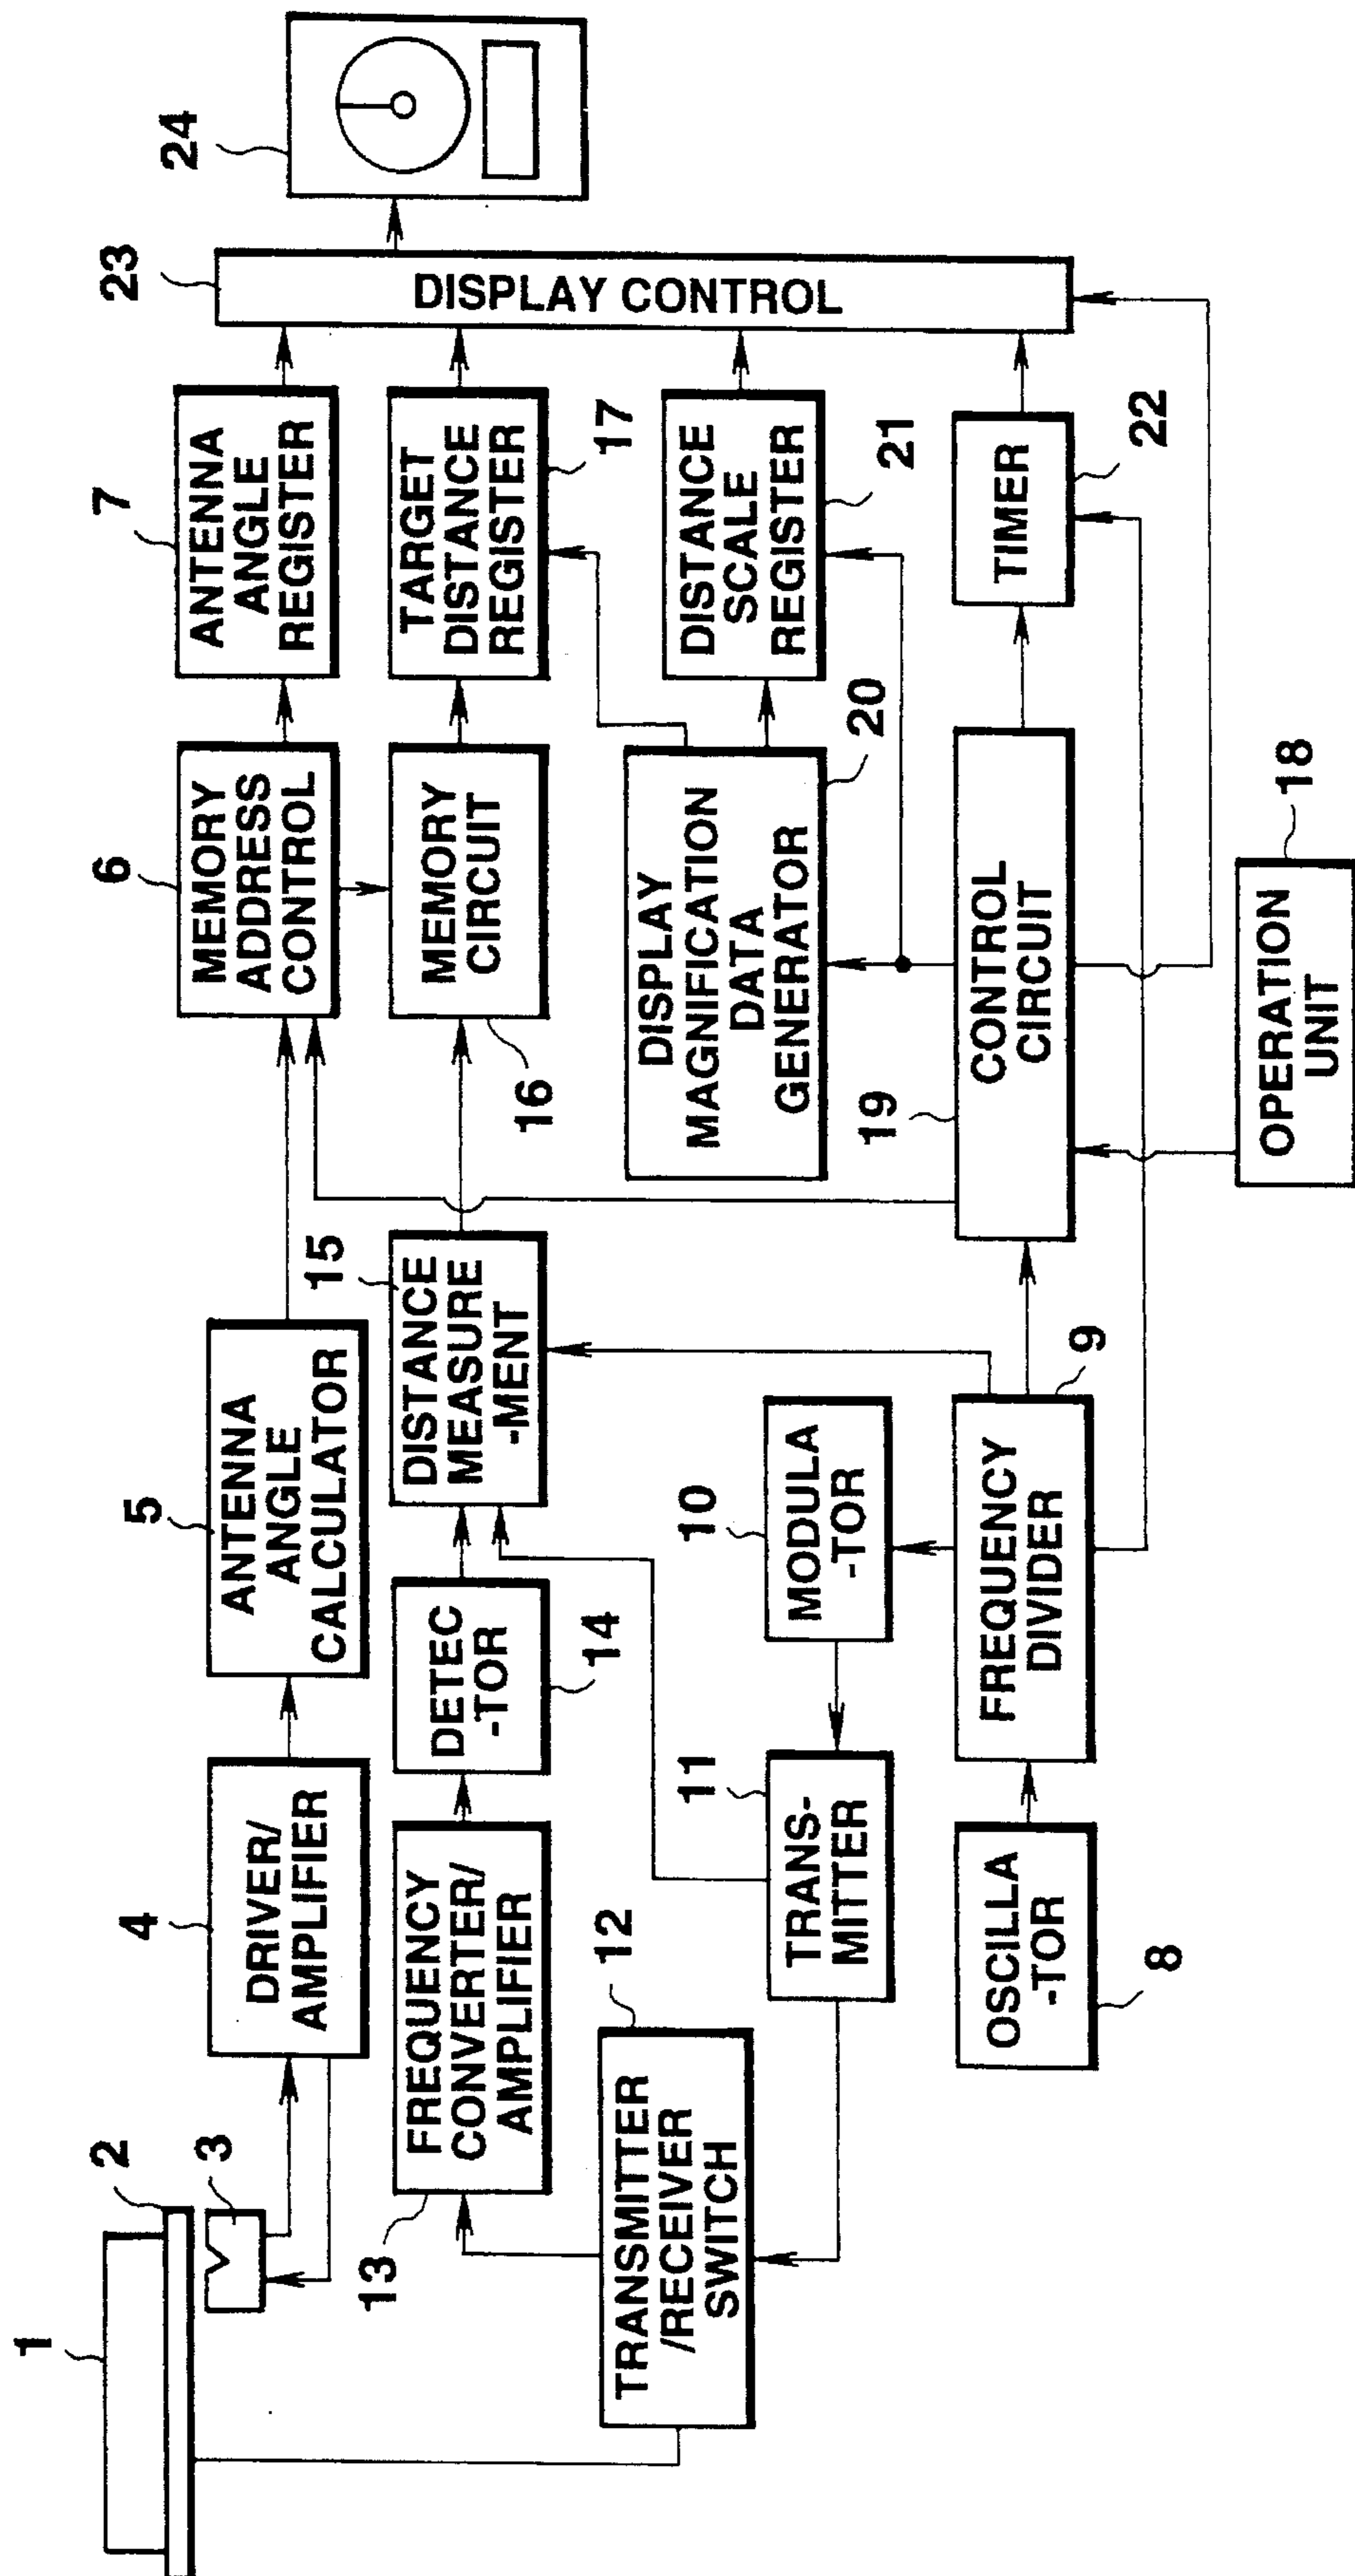 1
2
3
4
DRIVER/
AMPLIFIER
5
ANTENNA
ANGLE
CALCULATOR
6
MEMORY
ADDRESS
CONTROL
7
ANTENNA
ANGLE
REGISTER
23
DISPLAY CONTROL
24
13
FREQUENCY
CONVERTER/
AMPLIFIER
DETEC
-TOR
14
15
DISTANCE
MEASURE
-MENT
MEMORY
CIRCUIT
16
TARGET
DISTANCE
REGISTER
17
TRANSMITTER
/RECEIVER
SWITCH
12
11
TRANS-
MITTER
10
MODULA
-TOR
DISPLAY
MAGNIFICATION
DATA
GENERATOR
20
DISTANCE
SCALE
REGISTER
21
OSCILLA
-TOR
8
FREQUENCY
DIVIDER
9
19
CONTROL
CIRCUIT
TIMER
22
OPERATION
UNIT
18